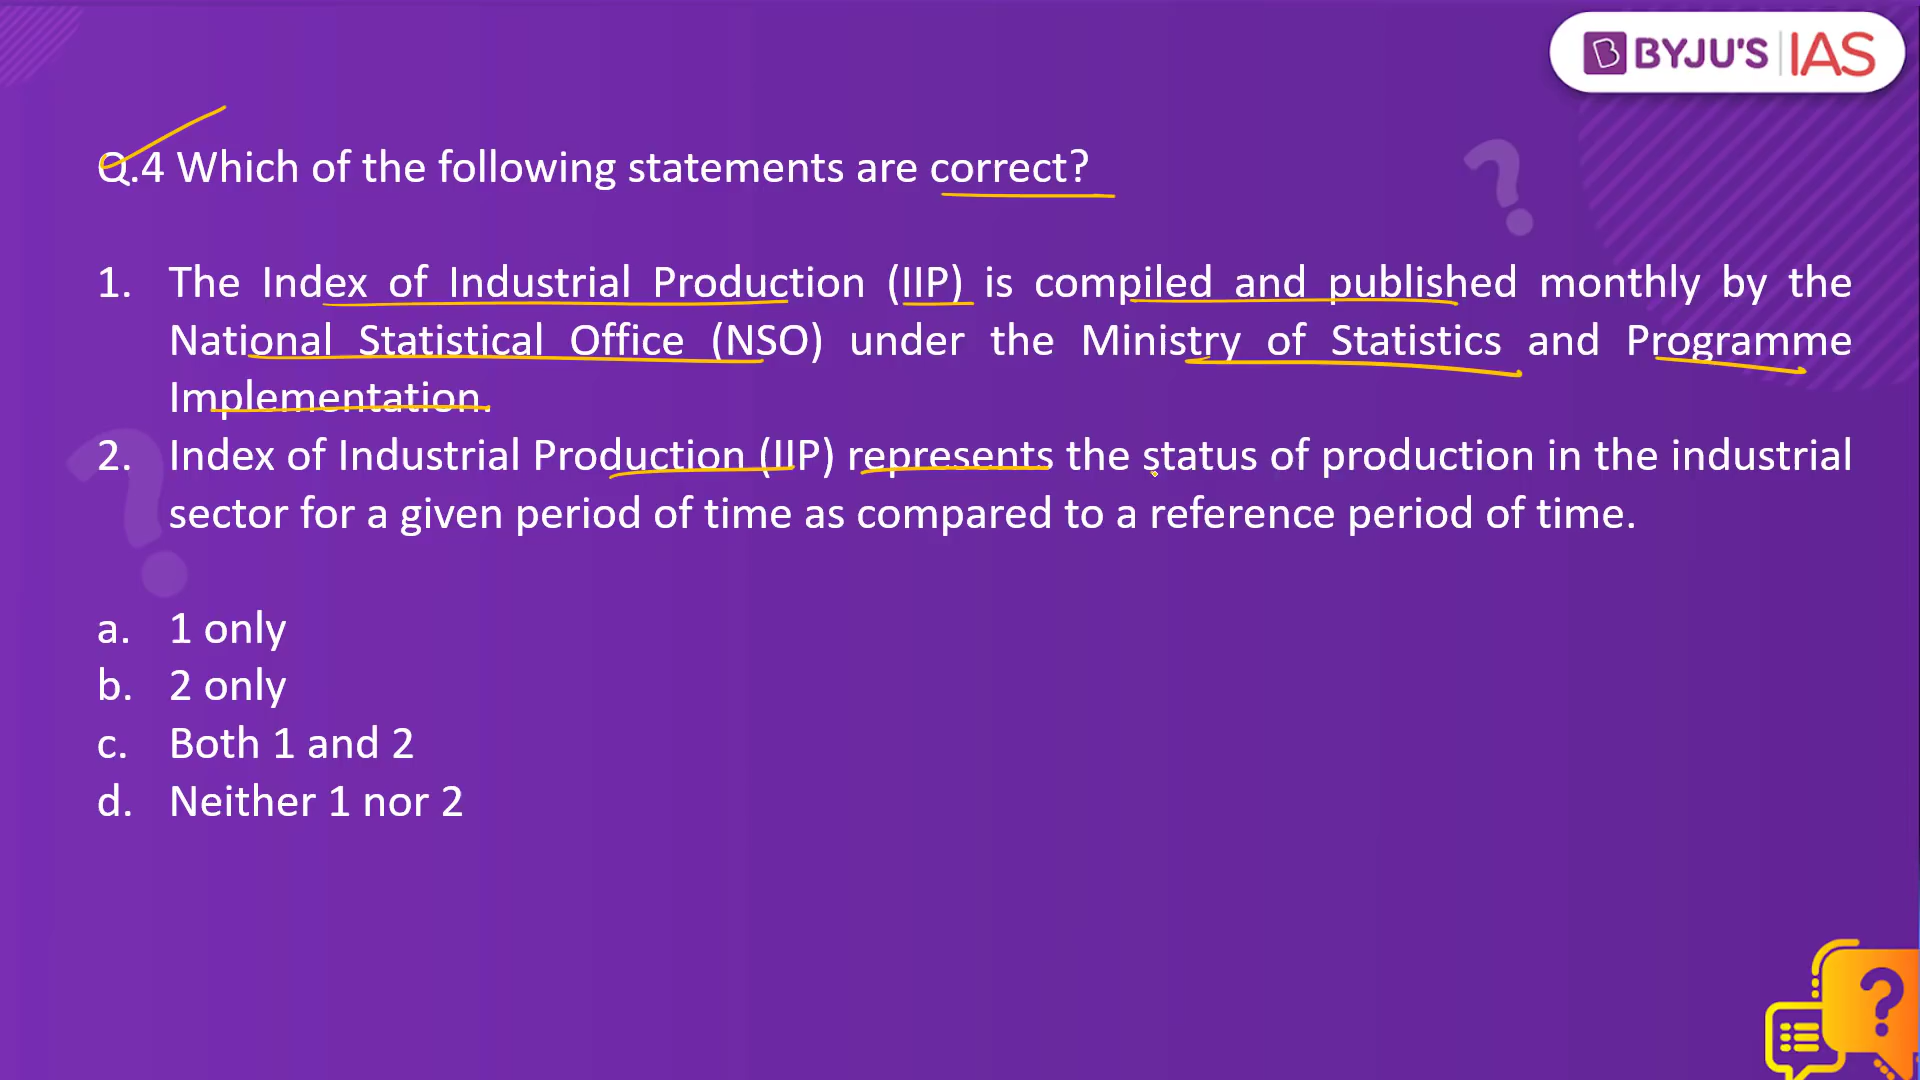 BYJU'S IAS
Q.4 Which of the following statements are correct?
1. The Index of Industrial Production (IIP) is compiled and published monthly by the
National Statistical Office (NSO) under the Ministry of Statistics and Programme
Implementation.
2. Index of Industrial Production (IIP) represents the status of production in the industrial
sector for a given period of time as compared to a reference period of time.
a. 1 only
b. 2 only
c. Both 1 and 2
d. Neither 1 nor 2